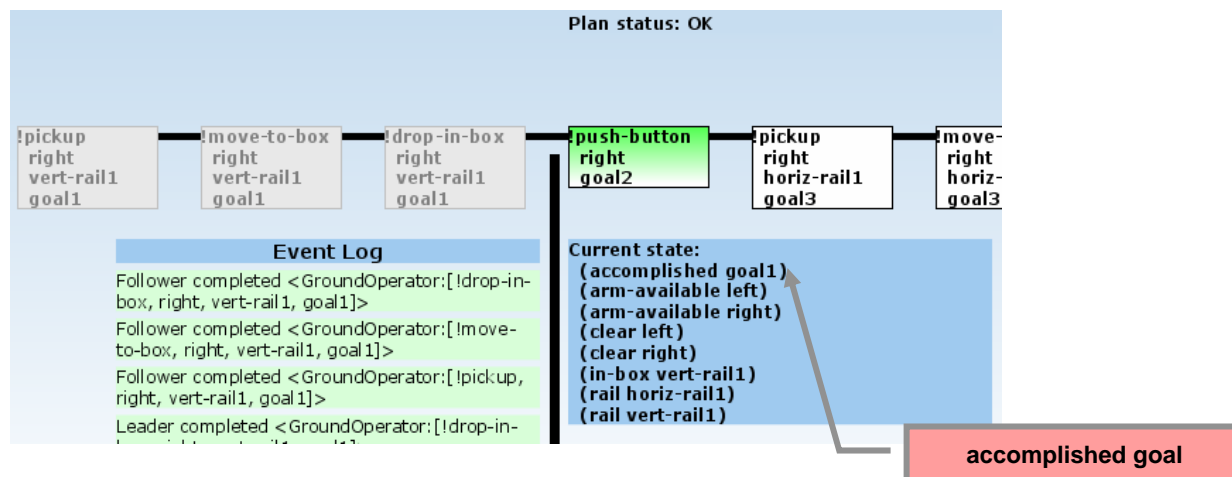 Plan status: OK
!pickup
right
vert-rail1
goal1
!move-to-box
right
vert-rail1
goal1
!drop-in-box
right
vert-rail1
goal1
!push-button
right
goal2
!pickup
right
horiz-rail1
goal3
!move-
right
horiz-
goal3
Event Log
Follower completed <GroundOperator:[!drop-in-
box, right, vert-rail1, goal1]>
Follower completed <GroundOperator:[!move-
to-box, right, vert-rail1, goal1]>
Follower completed <GroundOperator:[!pickup,
right, vert-rail1, goal1]>
Leader completed <GroundOperator:[!drop-in-
Current state:
(accomplished goal1)
(arm-available left)
(arm-available right)
(clear left)
(clear right)
(in-box vert-rail1)
(rail horiz-rail1)
(rail vert-rail1)
accomplished goal